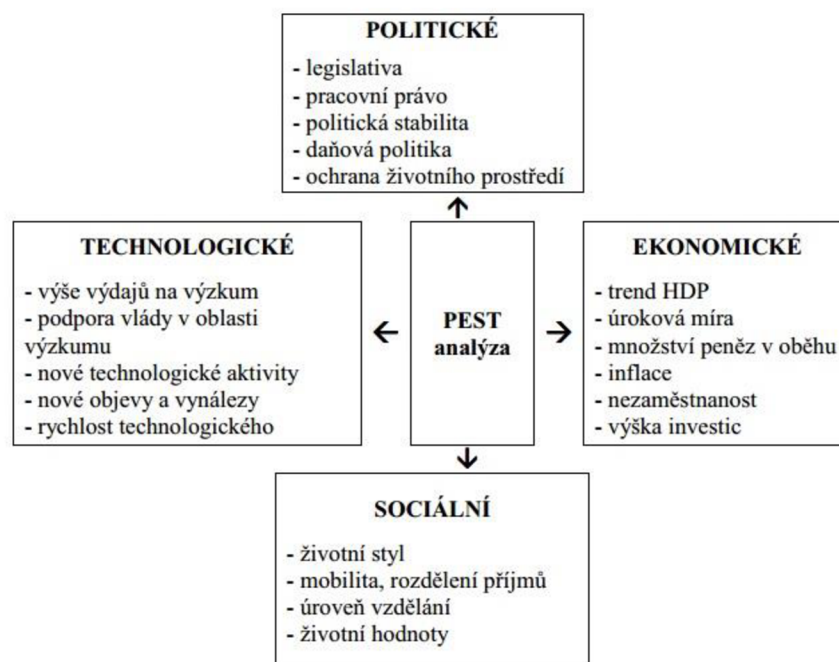 POLITICKÉ
- legislativa
- pracovní právo
- politická stabilita
- daňová politika
- ochrana životního prostředí
TECHNOLOGICKÉ
- výše výdajů na výzkum
- podpora vlády v oblasti
výzkumu
- nové technologické aktivity
- nové objevy a vynálezy
- rychlost technologického
PEST
analýza
EKONOMICKÉ
- trend HDP
- úroková míra
- množství peněz v oběhu
- inflace
- nezaměstnanost
- výška investic
SOCIÁLNÍ
- životní styl
- mobilita, rozdělení příjmů
- úroveň vzdělání
- životní hodnoty